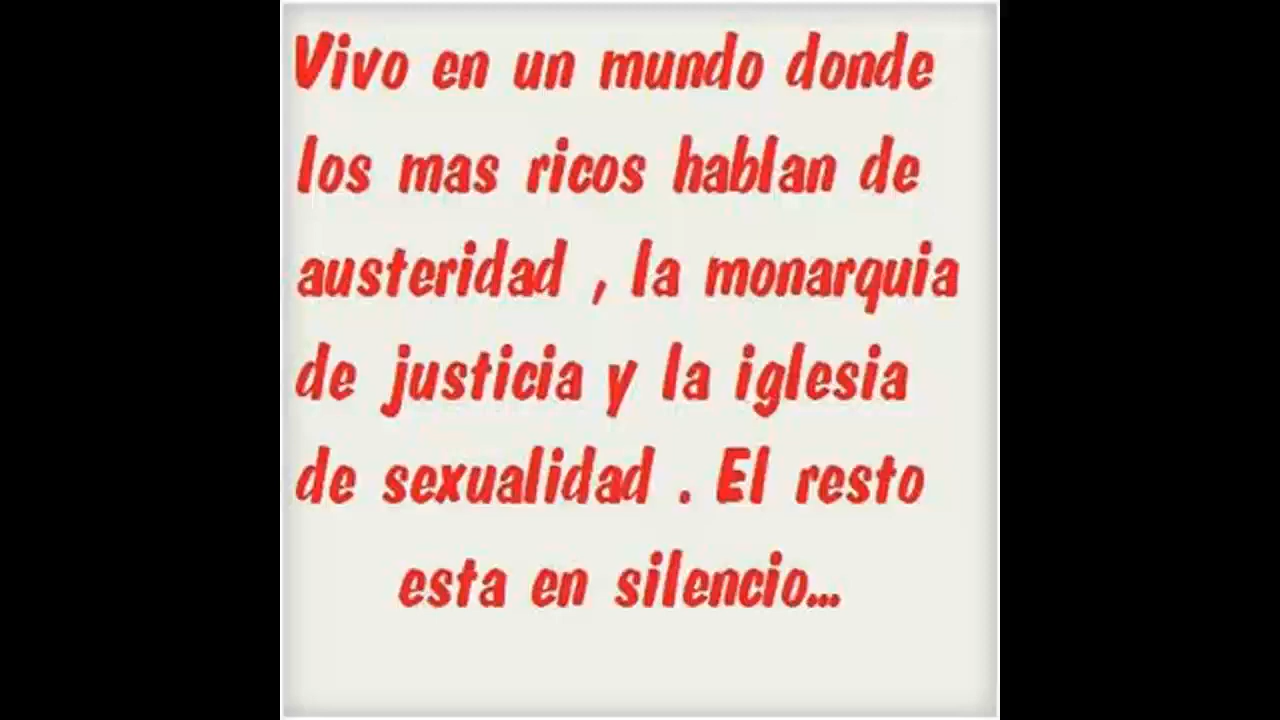 Vivo en un mundo donde
los mas ricos hablan de
austeridad , la monarquia
de justicia y la iglesia
de sexualidad . El resto
esta en silencio...